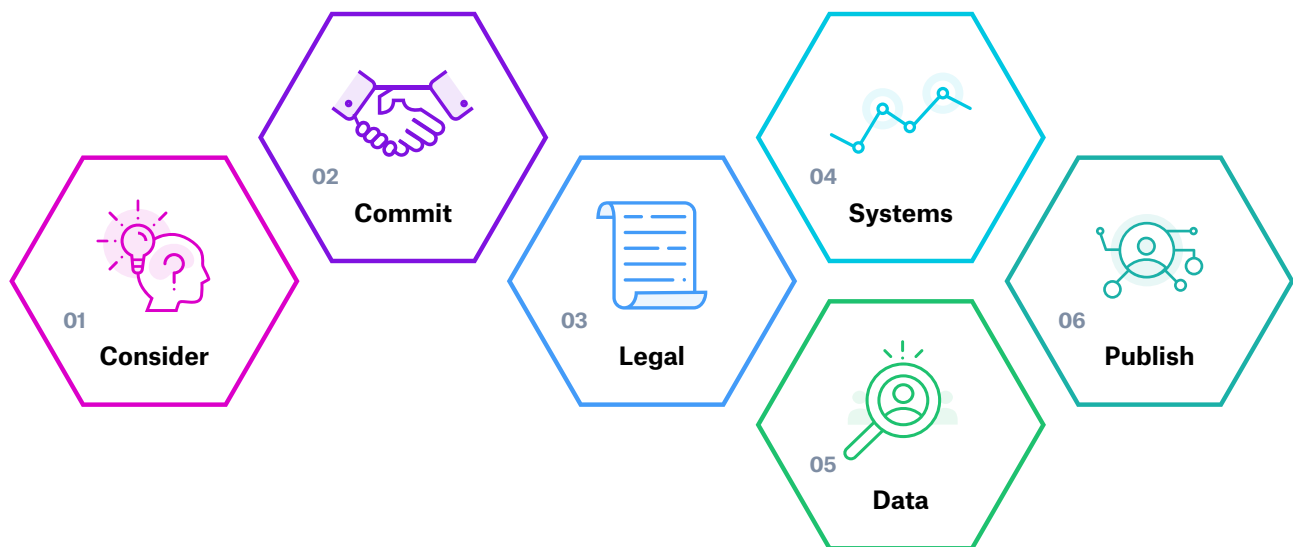 01
Consider
02
Commit
03
Legal
04
Systems
05
Data
06
Publish